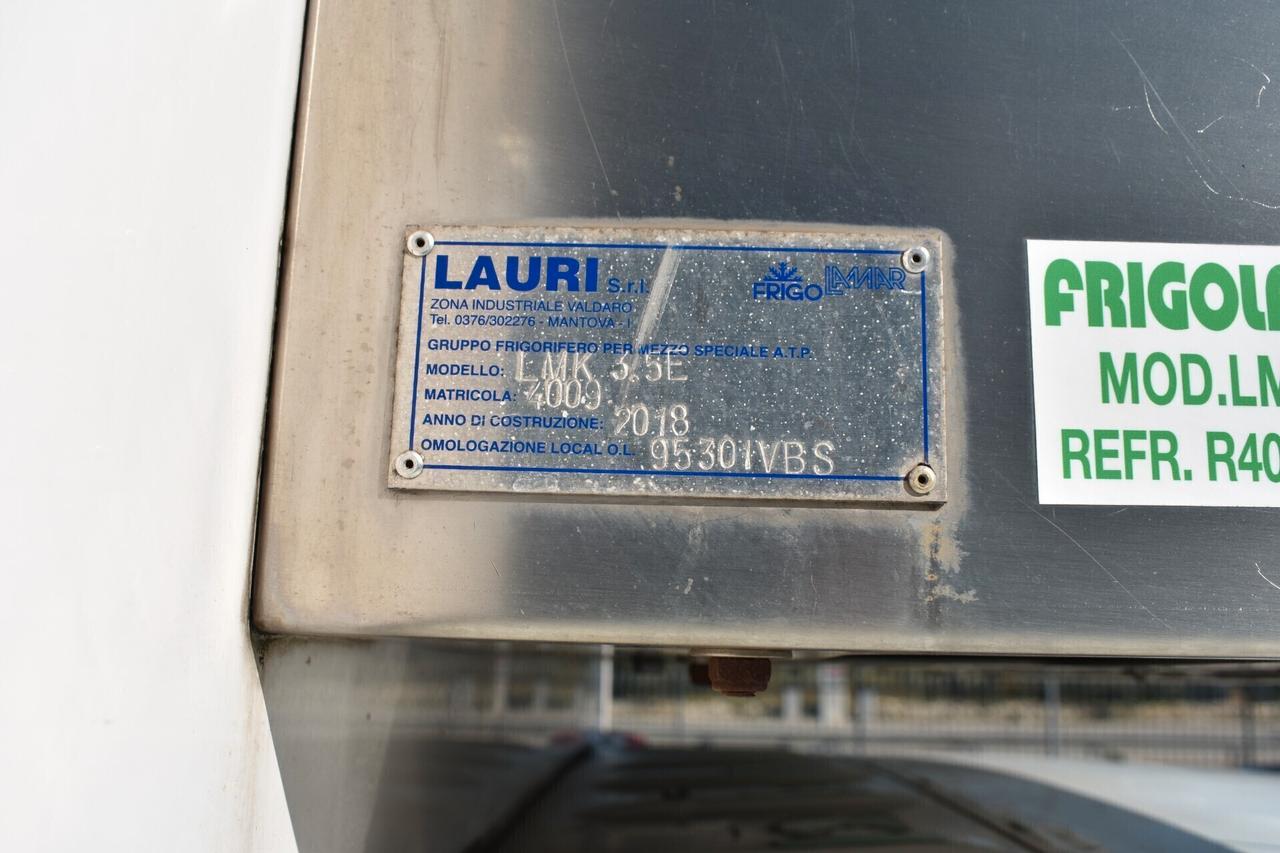 LAURI S.r.l.
FRIGO LAMAR
ZONA INDUSTRIALE VALDARO
Tel. 0376/302276 - MANTOVA - I
GRUPPO FRIGORIFERO PER MEZZO SPECIALE A.T.P.
MODELLO: LMK 3.5E
MATRICOLA: 4009
ANNO DI COSTRUZIONE: 2018
OMOLOGAZIONE LOCAL O.L. 95301VBS
FRIGOLA
MOD.LM
REFR. R40